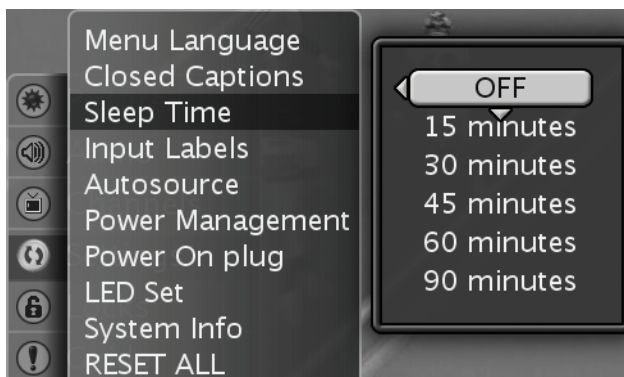 Menu Language
Closed Captions
Sleep Time
Input Labels
Autosource
Power Management
Power On plug
LED Set
System Info
RESET ALL
OFF
15 minutes
30 minutes
45 minutes
60 minutes
90 minutes